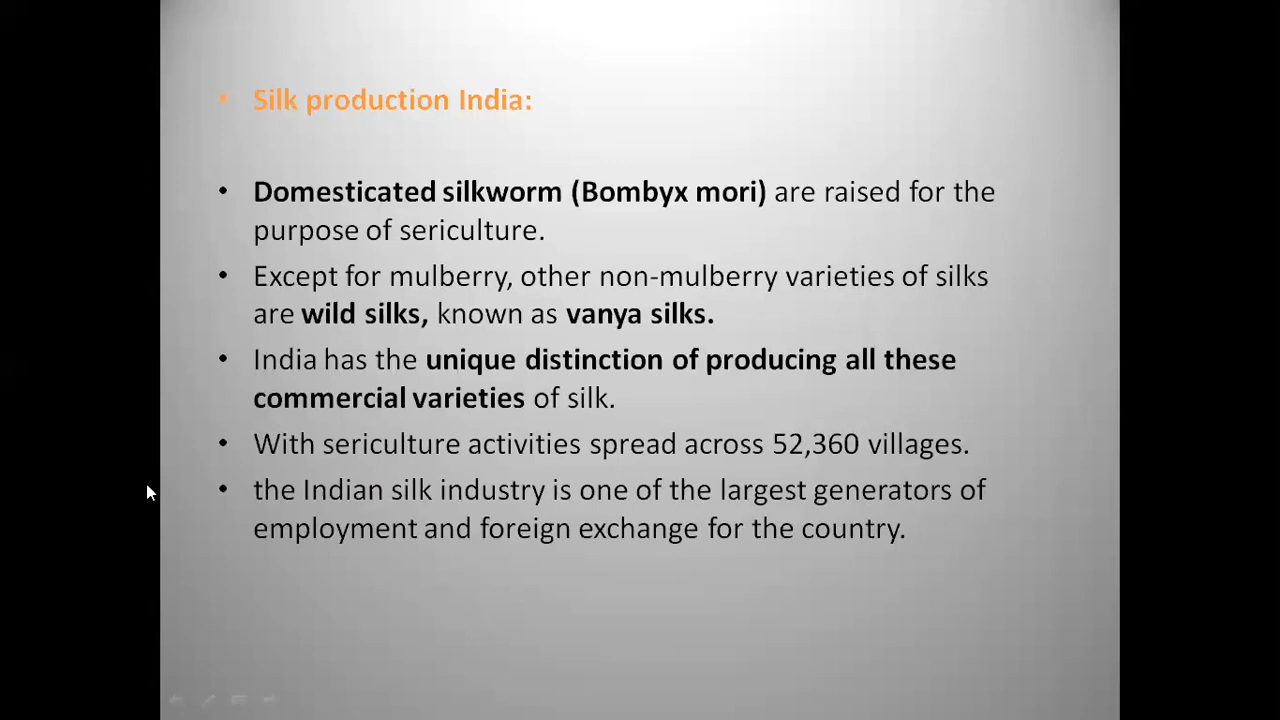 • Silk production India:
• Domesticated silkworm (Bombyx mori) are raised for the
purpose of sericulture.
• Except for mulberry, other non-mulberry varieties of silks
are wild silks, known as vanya silks.
• India has the unique distinction of producing all these
commercial varieties of silk.
• With sericulture activities spread across 52,360 villages.
• the Indian silk industry is one of the largest generators of
employment and foreign exchange for the country.